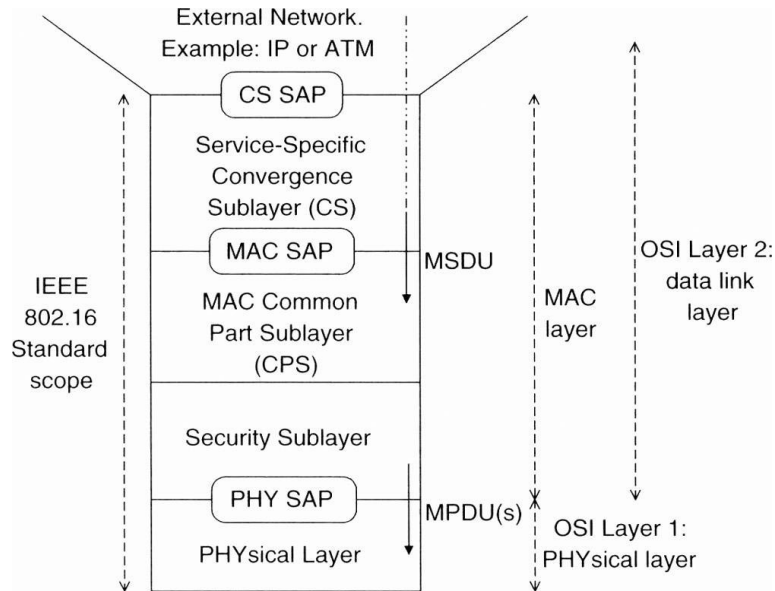 External Network.
Example: IP or ATM
CS SAP
Service-Specific
Convergence
Sublayer (CS)
MAC SAP
MSDU
MAC Common
Part Sublayer
(CPS)
Security Sublayer
PHY SAP
MPDU(s)
PHYsical Layer
IEEE
802.16
Standard
scope
MAC
layer
OSI Layer 2:
data link
layer
OSI Layer 1:
PHYsical layer